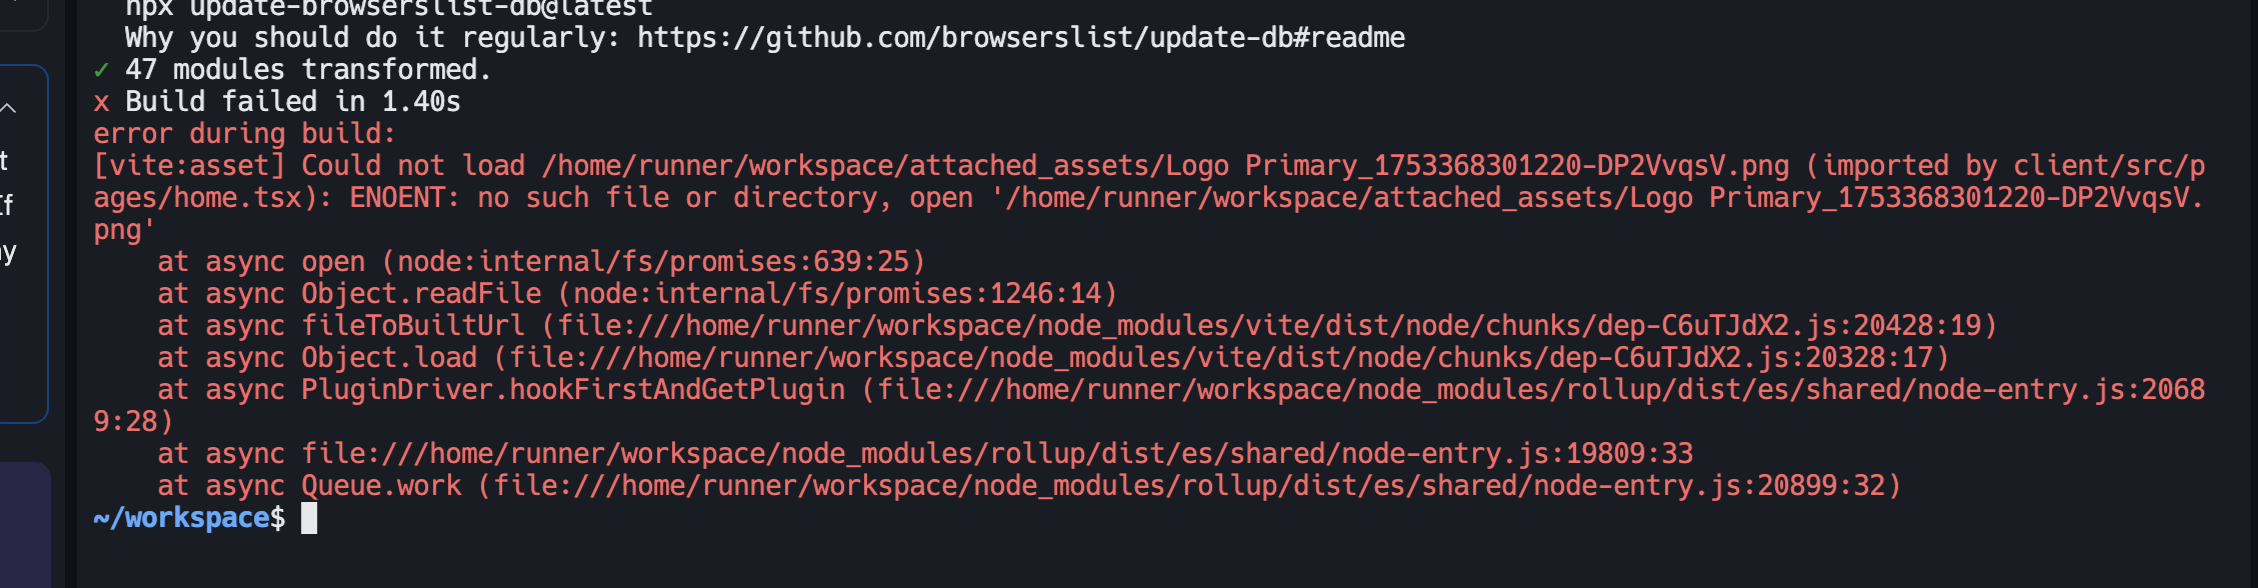 npx update-browserslist-db@latest
Why you should do it regularly: https://github.com/browserslist/update-db#readme
✓ 47 modules transformed.
x Build failed in 1.40s
error during build:
[vite:asset] Could not load /home/runner/workspace/attached_assets/Logo Primary_1753368301220-DP2VvqsV.png (imported by client/src/p
ages/home.tsx): ENOENT: no such file or directory, open '/home/runner/workspace/attached_assets/Logo Primary_1753368301220-DP2VvqsV.
png'
at async open (node:internal/fs/promises:639:25)
at async Object.readFile (node:internal/fs/promises:1246:14)
at async fileToBuiltUrl (file:///home/runner/workspace/node_modules/vite/dist/node/chunks/dep-C6uTJdX2.js:20428:19)
at async Object.load (file:///home/runner/workspace/node_modules/vite/dist/node/chunks/dep-C6uTJdX2.js:20328:17)
at async PluginDriver.hookFirstAndGetPlugin (file:///home/runner/workspace/node_modules/rollup/dist/es/shared/node-entry.js:2068
9:28)
at async file:///home/runner/workspace/node_modules/rollup/dist/es/shared/node-entry.js:19809:33
at async Queue.work (file:///home/runner/workspace/node_modules/rollup/dist/es/shared/node-entry.js:20899:32)
~/workspace$